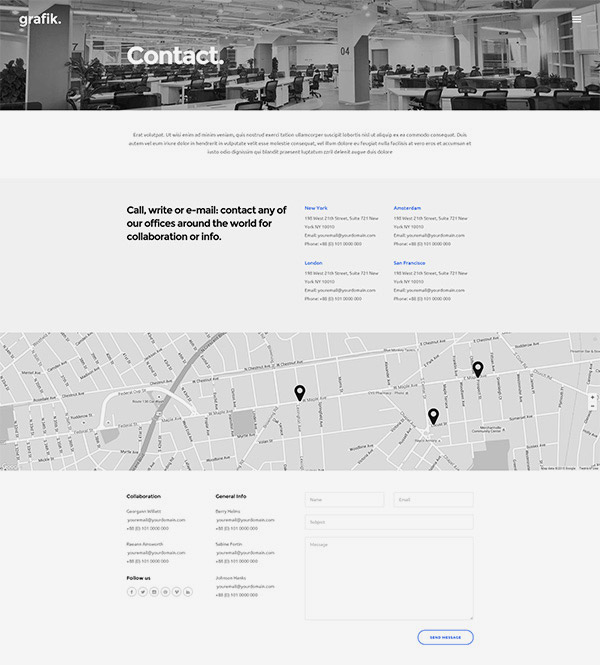 grafik.
Contact.
04
Erat volutpat. Ut wisi enim ad minim veniam, quis nostrud exerci tation ullamcorper suscipit lobortis nisl ut aliquip ex ea commodo consequat. Duis
autem vel eum iriure dolor in hendrerit in vulputate velit esse molestie consequat, vel illum dolore eu feugiat nulla facilisis at vero eros et accumsan et
iusto odio dignissim qui blandit praesent luptatum zzril delenit augue duis dolore
Call, write or e-mail: contact any of
our offices around the world for
collaboration or info.
New York
198 West 21th Street, Suite 721 New
York NY 10010
Email: youremail@yourdomain.com
Phone: +88 (0) 101 0000 000
Amsterdam
198 West 21th Street, Suite 721 New
York NY 10010
Email: youremail@yourdomain.com
Phone: +88 (0) 101 0000 000
London
198 West 21th Street, Suite 721 New
York NY 10010
Email: youremail@yourdomain.com
Phone: +88 (0) 101 0000 000
San Francisco
198 West 21th Street, Suite 721 New
York NY 10010
Email: youremail@yourdomain.com
Phone: +88 (0) 101 0000 000
E Chestnut Ave
W Maple Ave
Collaboration
Georgann Willatt
youremail@yourdomain.com
+88 (0) 101 0000 000
Raeann Ainsworth
youremail@yourdomain.com
+88 (0) 101 0000 000
Follow us
General Info
Barry Helms
youremail@yourdomain.com
+88 (0) 101 0000 000
Sabine Fortin
youremail@yourdomain.com
+88 (0) 101 0000 000
Johnson Hanks
youremail@yourdomain.com
+88 (0) 101 0000 000
Name
Email
Subject
Message
SEND MESSAGE